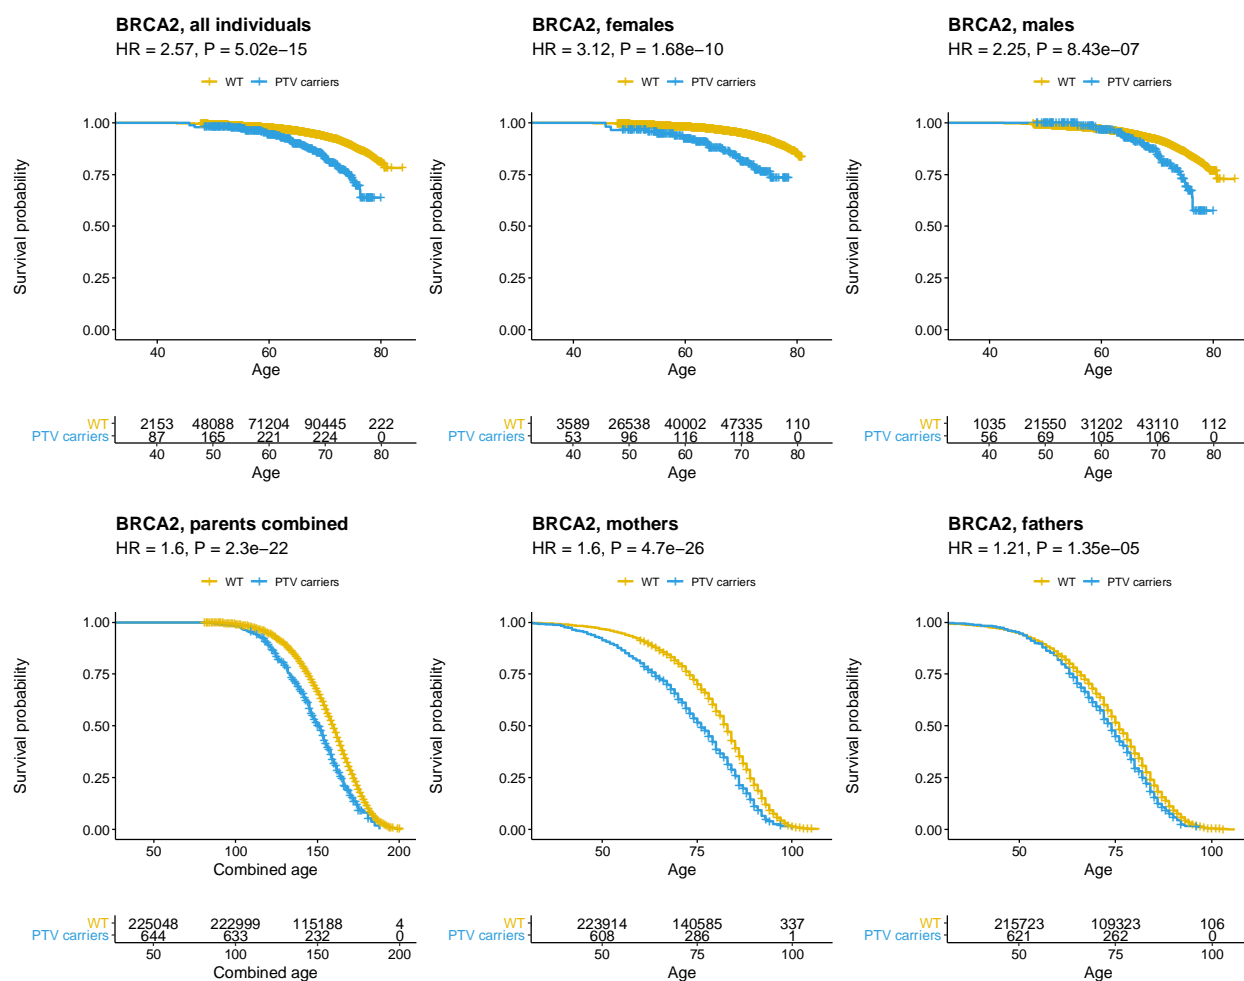 BRCA2, all individuals
HR = 2.57, P = 5.02e−15
WT PTV carriers
1.00
0.75
0.50
0.25
0.00
Survival probability
40 60 80
Age
WT 2153 48088 71204 90445 222
PTV carriers 87 165 221 224 0
40 50 60 70 80
Age
BRCA2, females
HR = 3.12, P = 1.68e−10
WT PTV carriers
1.00
0.75
0.50
0.25
0.00
Survival probability
40 60 80
Age
WT 3589 26538 40002 47335 110
PTV carriers 53 96 116 118 0
40 50 60 70 80
Age
BRCA2, males
HR = 2.25, P = 8.43e−07
WT PTV carriers
1.00
0.75
0.50
0.25
0.00
Survival probability
40 60 80
Age
WT 1035 21550 31202 43110 112
PTV carriers 56 69 105 106 0
40 50 60 70 80
Age
BRCA2, parents combined
HR = 1.6, P = 2.3e−22
WT PTV carriers
1.00
0.75
0.50
0.25
0.00
Survival probability
50 100 150 200
Combined age
WT 225048 222999 115188 4
PTV carriers 644 633 232 0
50 100 150 200
Combined age
BRCA2, mothers
HR = 1.6, P = 4.7e−26
WT PTV carriers
1.00
0.75
0.50
0.25
0.00
Survival probability
50 75 100
Age
WT 223914 140585 337
PTV carriers 608 286 1
50 75 100
Age
BRCA2, fathers
HR = 1.21, P = 1.35e−05
WT PTV carriers
1.00
0.75
0.50
0.25
0.00
Survival probability
50 75 100
Age
WT 215723 109323 106
PTV carriers 621 262 0
50 75 100
Age